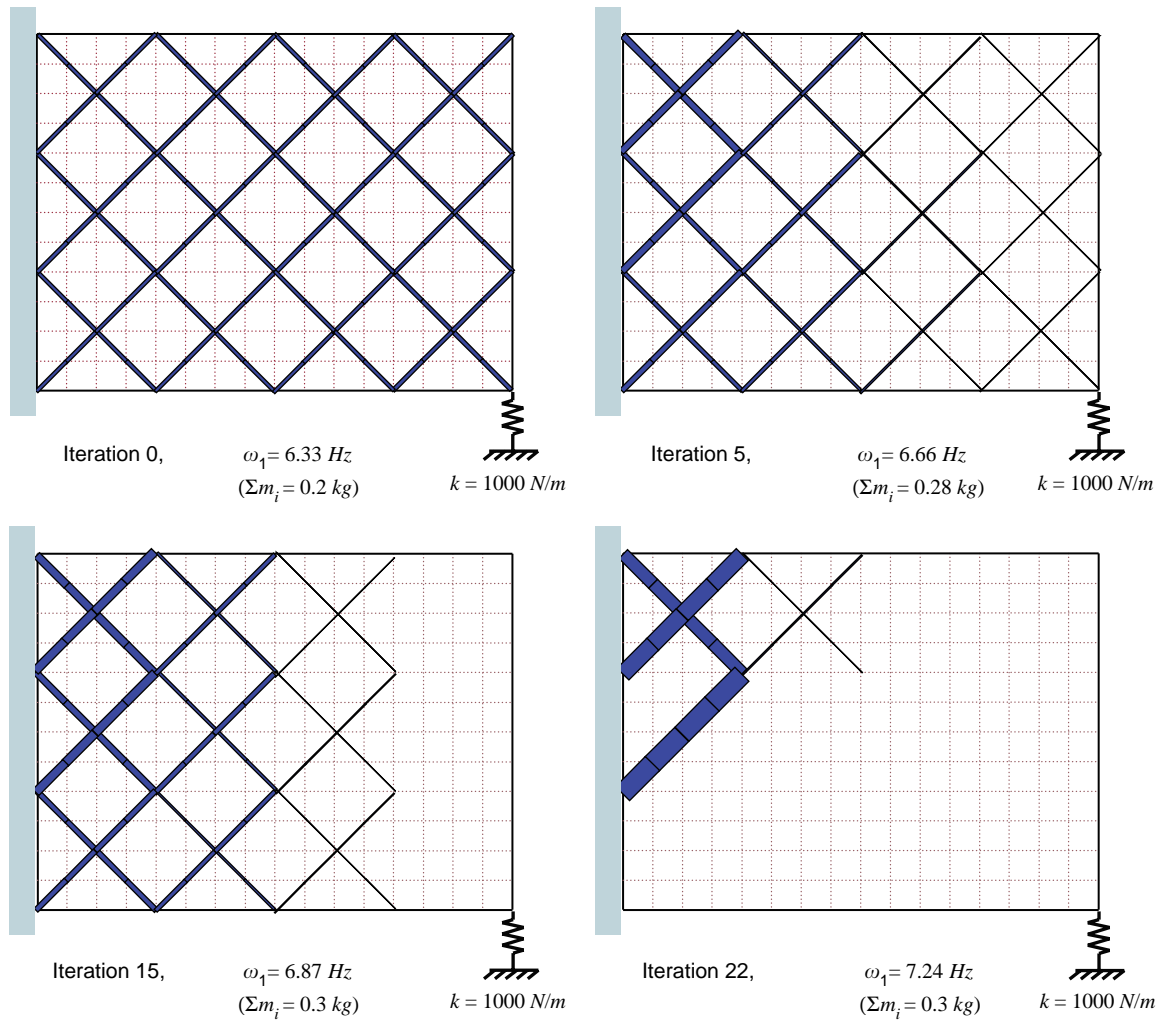 Iteration 0, ω1= 6.33 Hz
(Σmi = 0.2 kg) k = 1000 N/m
Iteration 5, ω1= 6.66 Hz
(Σmi = 0.28 kg) k = 1000 N/m
Iteration 15, ω1= 6.87 Hz
(Σmi = 0.3 kg) k = 1000 N/m
Iteration 22, ω1= 7.24 Hz
(Σmi = 0.3 kg) k = 1000 N/m